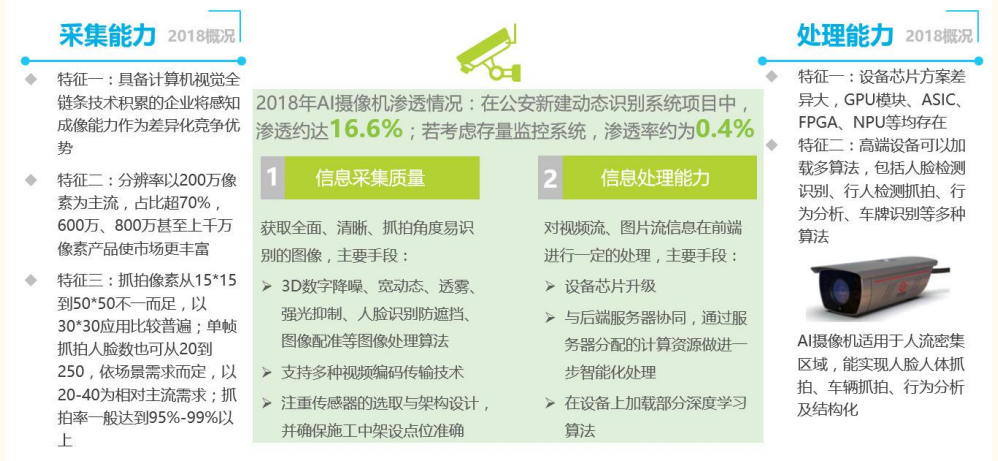 采集能力 2018概况
特征一：具备计算机视觉全
链条技术积累的企业将感知
成像能力作为差异化竞争优
势
特征二：分辨率以200万像
素为主流，占比超70%，
600万、800万甚至上千万
像素产品使市场更丰富
特征三：抓拍像素从15*15
到50*50不一而足，以
30*30应用比较普遍；单帧
抓拍人脸数也可从20到
250，依场景需求而定，以
20-40为相对主流需求；抓
拍率一般达到95%-99%以
上
2018年AI摄像机渗透情况：在公安新建动态识别系统项目中，
渗透约达16.6%；若考虑存量监控系统，渗透率约为0.4%
1 信息采集质量
获取全面、清晰、抓拍角度易识
别的图像，主要手段：
3D数字降噪、宽动态、透雾、
强光抑制、人脸识别防遮挡、
图像配准等图像处理算法
支持多种视频编码传输技术
注重传感器的选取与架构设计，
并确保施工中架设点位准确
2 信息处理能力
对视频流、图片流信息在前端
进行一定的处理，主要手段：
设备芯片升级
与后端服务器协同，通过服
务器分配的计算资源做进一
步智能化处理
在设备上加载部分深度学习
算法
处理能力 2018概况
特征一：设备芯片方案差
异大，GPU模块、ASIC、
FPGA、NPU等均存在
特征二：高端设备可以加
载多算法，包括人脸检测
识别、行人检测抓拍、行
为分析、车牌识别等多种
算法
AI摄像机适用于人流密集
区域，能实现人脸人体抓
拍、车辆抓拍、行为分析
及结构化